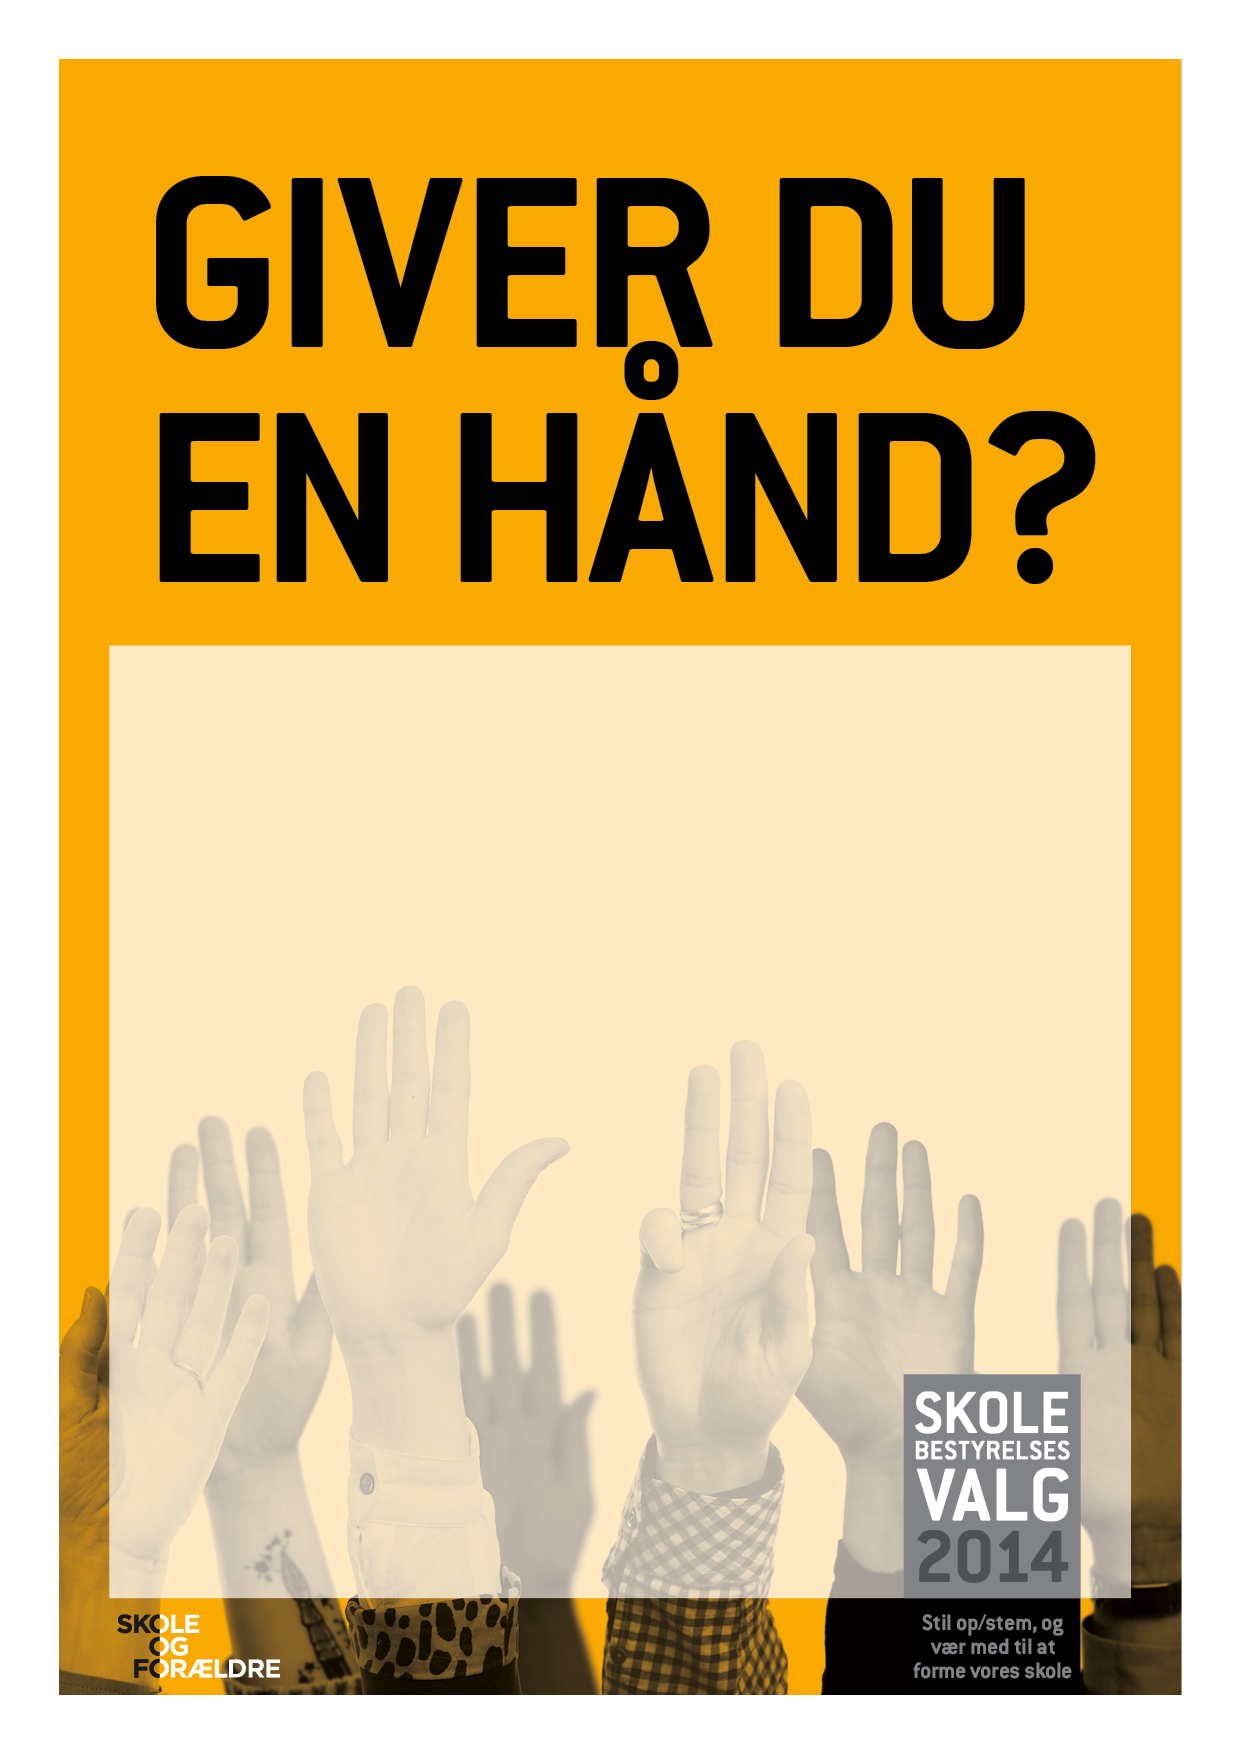 GIVER DU
EN HÅND?
SKOLE
BESTYRELSES
VALG
2014
SKOLE
OG
FORÆLDRE
Stil op/stem, og
vær med til at
forme vores skole